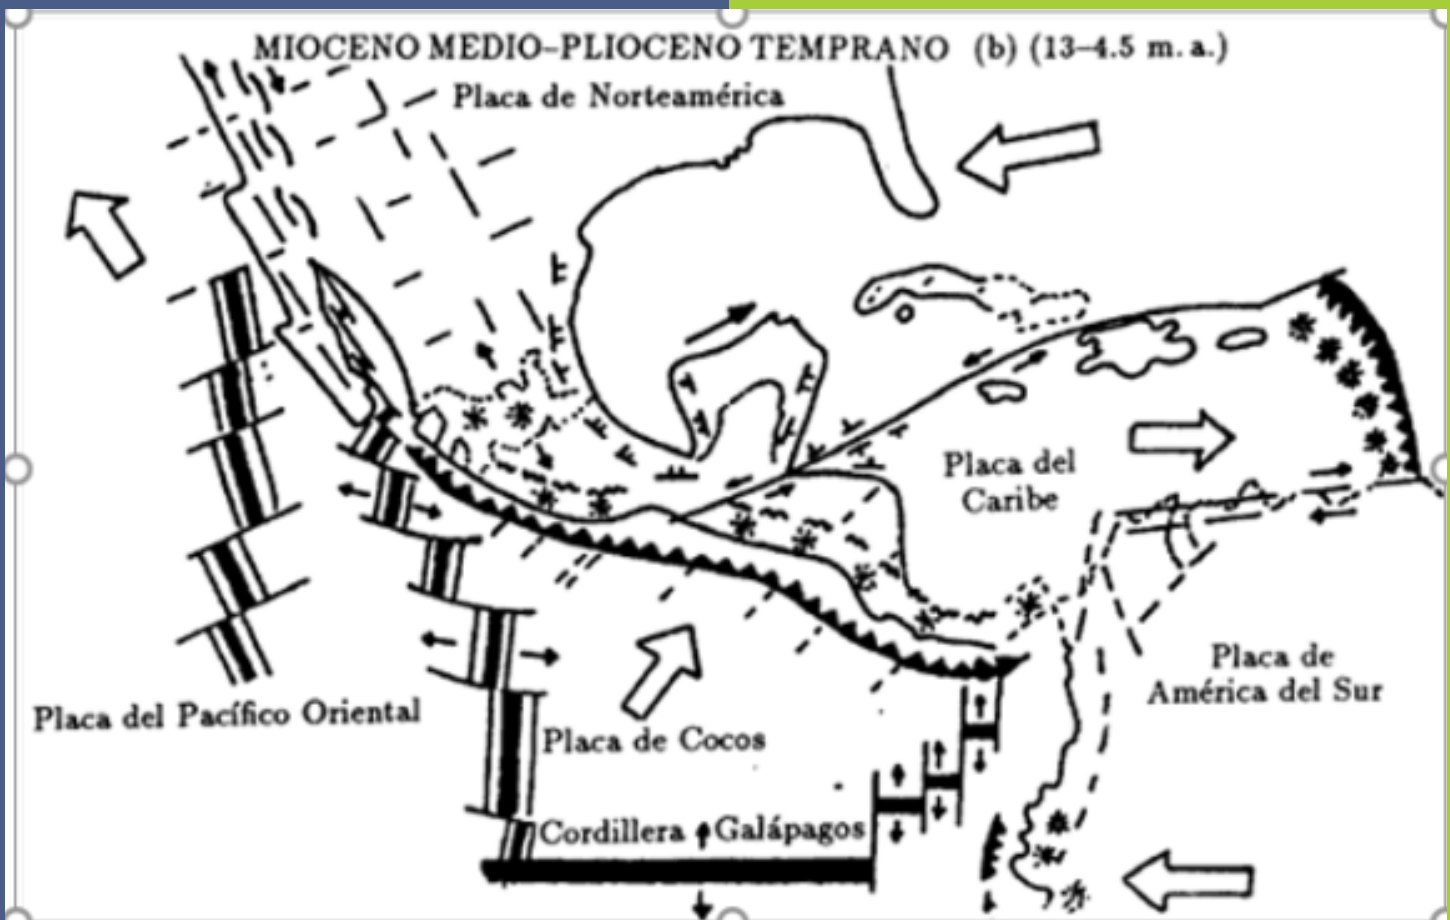 MIOCENO MEDIO–PLIOCENO TEMPRANO (b) (13–4.5 m. a.)
Placa de Norteamérica
Placa del
Caribe
Placa de
América del Sur
Placa del Pacífico Oriental
Placa de Cocos
Cordillera Galápagos